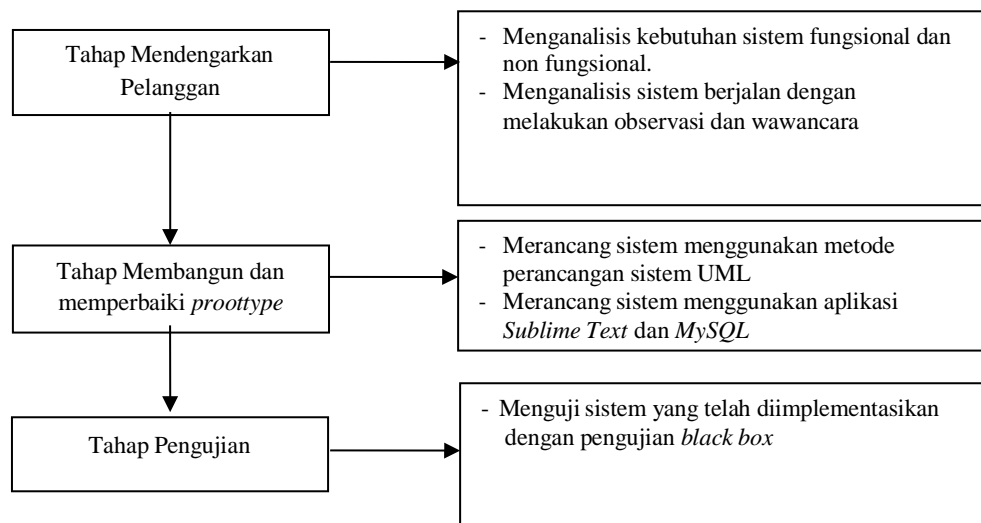 Tahap Mendengarkan
Pelanggan
- Menganalisis kebutuhan sistem fungsional dan
non fungsional.
- Menganalisis sistem berjalan dengan
melakukan observasi dan wawancara
Tahap Membangun dan
memperbaiki proottype
- Merancang sistem menggunakan metode
perancangan sistem UML
- Merancang sistem menggunakan aplikasi
Sublime Text dan MySQL
Tahap Pengujian
- Menguji sistem yang telah diimplementasikan
dengan pengujian black box